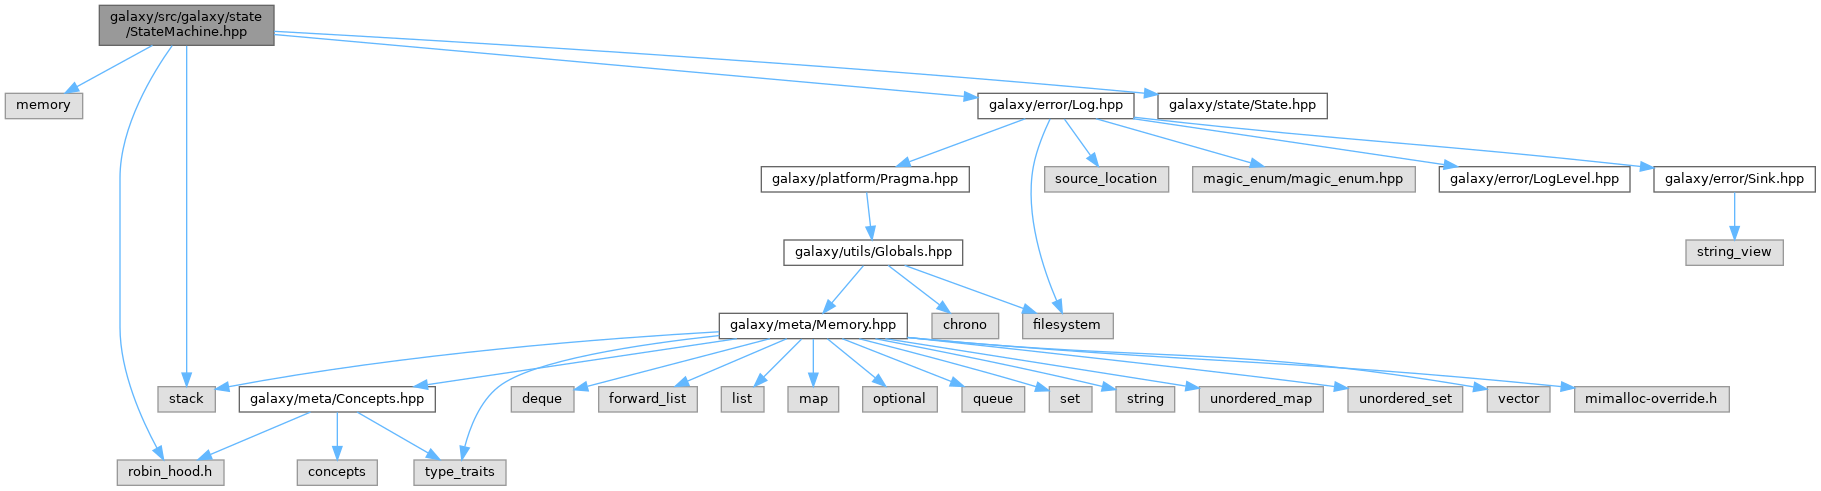 galaxy/src/galaxy/state
/StateMachine.hpp
memory
galaxy/error/Log.hpp
galaxy/state/State.hpp
galaxy/platform/Pragma.hpp
source_location
magic_enum/magic_enum.hpp
galaxy/error/LogLevel.hpp
galaxy/error/Sink.hpp
galaxy/utils/Globals.hpp
string_view
galaxy/meta/Memory.hpp
chrono
filesystem
stack
galaxy/meta/Concepts.hpp
deque
forward_list
list
map
optional
queue
set
string
unordered_map
unordered_set
vector
mimalloc-override.h
robin_hood.h
concepts
type_traits